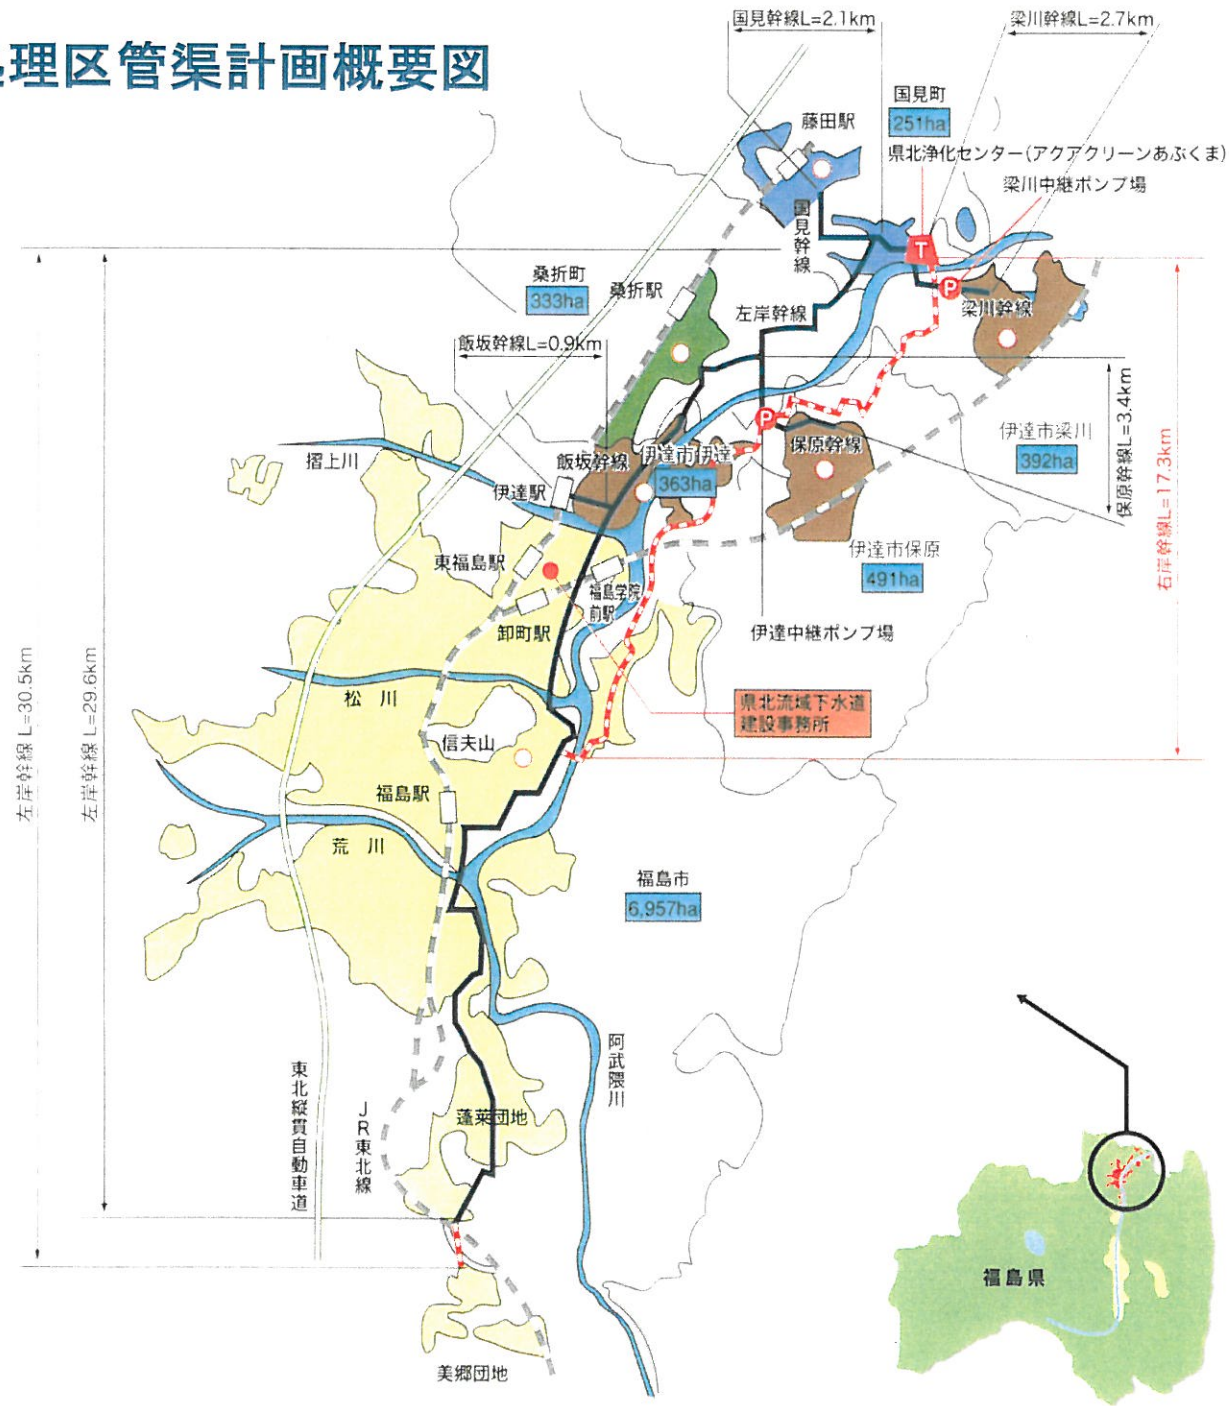 理区管渠計画概要図
国見幹線L=2.1km
梁川幹線L=2.7km
国見町
251ha
藤田駅
県北浄化センター(アクアクリーンあぶくま)
梁川中継ポンプ場
国見幹線
T
P
梁川幹線
桑折町
333ha
桑折駅
左岸幹線
飯坂幹線L=0.9km
保原幹線L=3.4km
P
保原幹線
伊達市梁川
392ha
右岸幹線L=17.3km
摺上川
飯坂幹線
伊達市伊達
363ha
伊達駅
伊達市保原
491ha
東福島駅
福島学院
前駅
卸町駅
伊達中継ポンプ場
左岸幹線 L=30.5km
左岸幹線 L=29.6km
松川
県北流域下水道
建設事務所
信夫山
福島駅
荒川
福島市
6,957ha
阿武隈川
東北縦貫自動車道
JR東北線
蓬莱団地
福島県
美郷団地